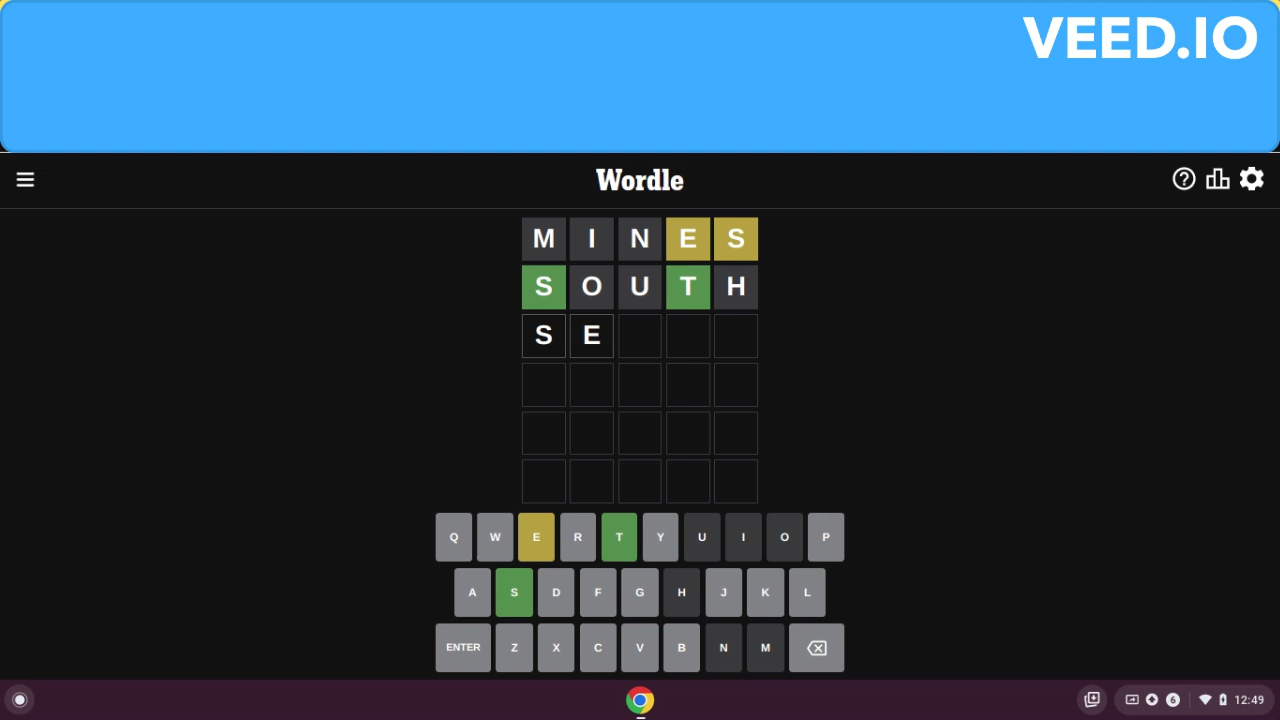 VEED.IO
Wordle
M I N E S
S O U T H
S E
Q W E R T Y U I O P
A S D F G H J K L
ENTER Z X C V B N M
6 12:49